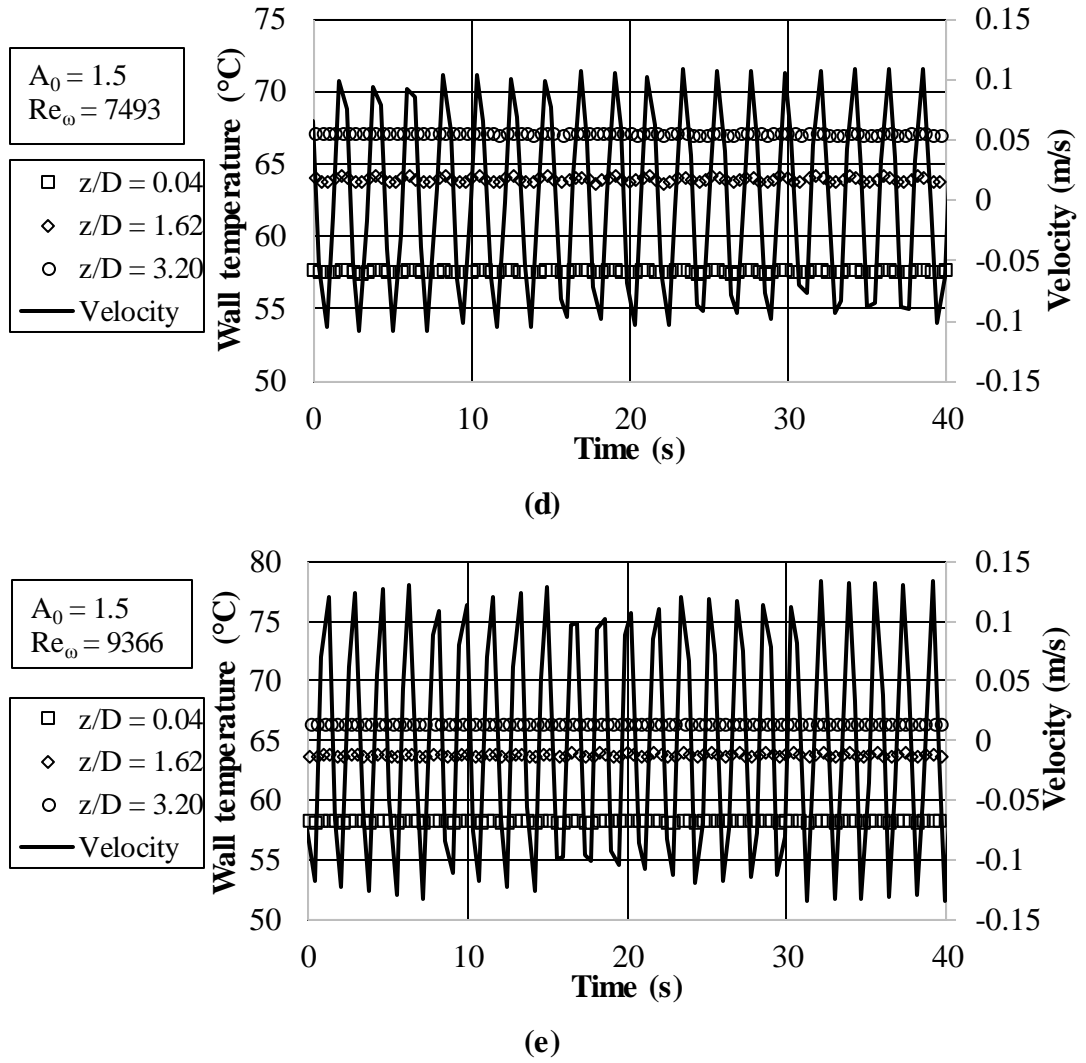 A₀ = 1.5
Reω = 7493
z/D = 0.04
z/D = 1.62
z/D = 3.20
Velocity
Wall temperature (°C)
75
70
65
60
55
50
0.15
0.1
0.05
0
-0.05
-0.1
-0.15
Velocity (m/s)
0 10 20 30 40
Time (s)
(d)
A₀ = 1.5
Reω = 9366
z/D = 0.04
z/D = 1.62
z/D = 3.20
Velocity
Wall temperature (°C)
80
75
70
65
60
55
50
0.15
0.1
0.05
0
-0.05
-0.1
-0.15
Velocity (m/s)
0 10 20 30 40
Time (s)
(e)